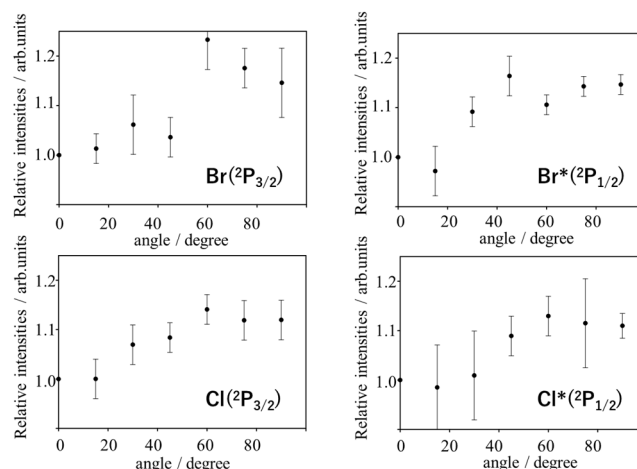 Relative intensities / arb.units
1.2
1.1
1.0
Br(²P₃/₂)
0 20 40 60 80
angle / degree
Relative intensities / arb.units
1.2
1.1
1.0
Br*(²P₁/₂)
0 20 40 60 80
angle / degree
Relative intensities / arb.units
1.2
1.1
1.0
Cl(²P₃/₂)
0 20 40 60 80
angle / degree
Relative intensities / arb.units
1.2
1.1
1.0
Cl*(²P₁/₂)
0 20 40 60 80
angle / degree